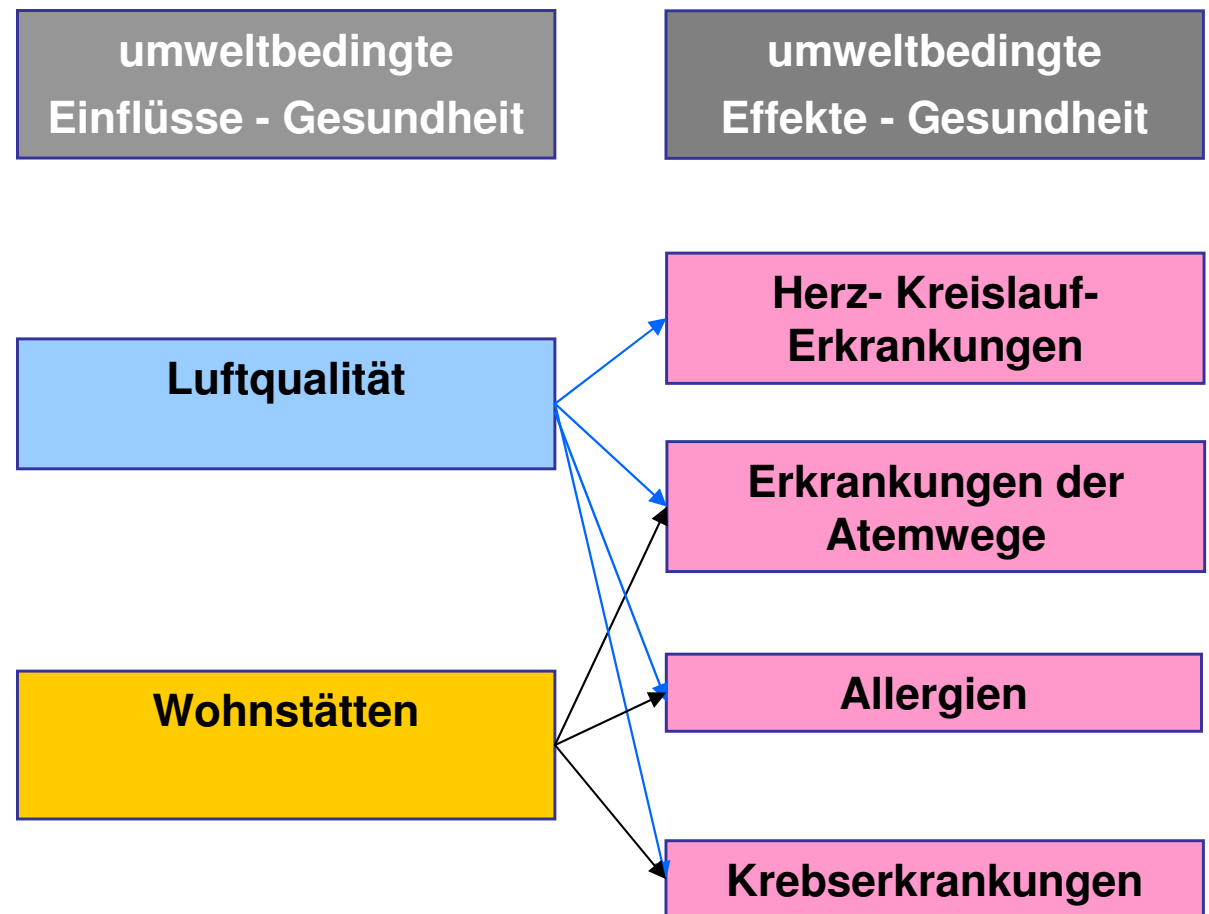 umweltbedingte
Einflüsse - Gesundheit
umweltbedingte
Effekte - Gesundheit
Luftqualität
Wohnstätten
Herz- Kreislauf-
Erkrankungen
Erkrankungen der
Atemwege
Allergien
Krebserkrankungen